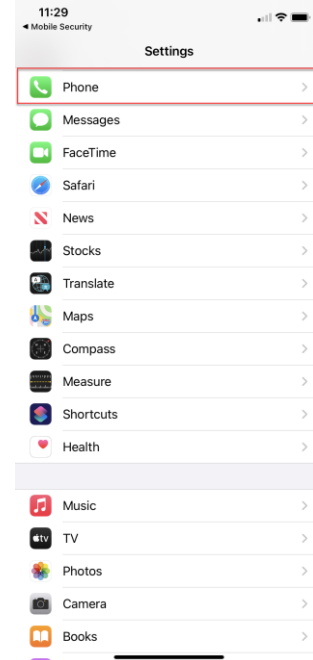 11:29
◀ Mobile Security
Settings
Phone
Messages
FaceTime
Safari
News
Stocks
Translate
Maps
Compass
Measure
Shortcuts
Health
Music
tv TV
Photos
Camera
Books